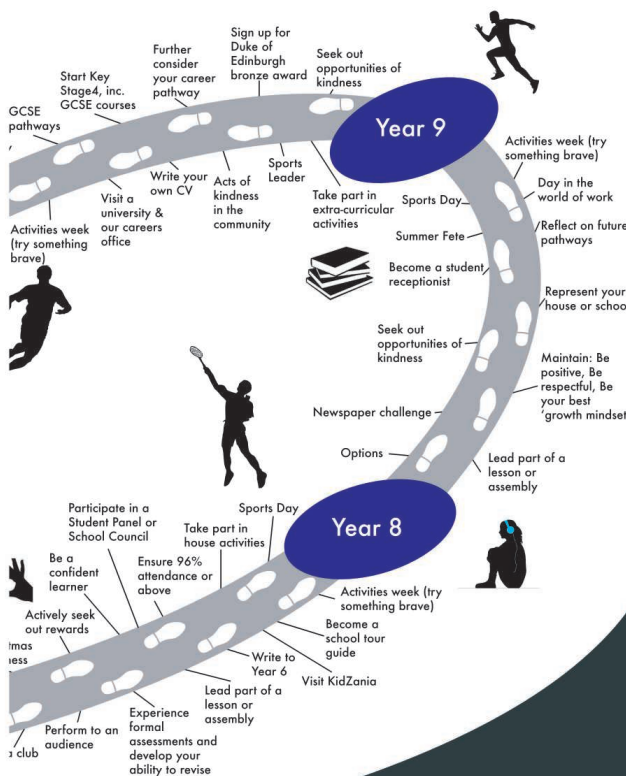 Sign up for
Duke of
Edinburgh
bronze award
Further
consider
your career
pathway
Seek out
opportunities of
kindness
Start Key
Stage4, inc.
GCSE courses
GCSE
pathways
Year 9
Activities week
(try something
brave)
Visit a
university &
our careers
office
Write your
own CV
Acts of
kindness
in the
community
Sports
Leader
Take part in
extra-curricular
activities
Activities week (try
something brave)
Sports Day
Day in the
world of work
Summer Fete
Reflect on future
pathways
Become a student
receptionist
Represent your
house or school
Seek out
opportunities of
kindness
Maintain: Be
positive, Be
respectful, Be
your best
'growth mindset
Newspaper challenge
Options
Lead part of a
lesson or
assembly
Year 8
Sports Day
Participate in a
Student Panel or
School Council
Take part in
house activities
Be a
confident
learner
Ensure 96%
attendance or
above
Activities week (try
something brave)
Actively seek
out rewards
Become a
school tour
guide
tmas
ness
Write to
Year 6
Visit KidZania
Lead part of a
lesson or
assembly
Experience
formal
assessments and
develop your
ability to revise
Perform to an
audience
a club